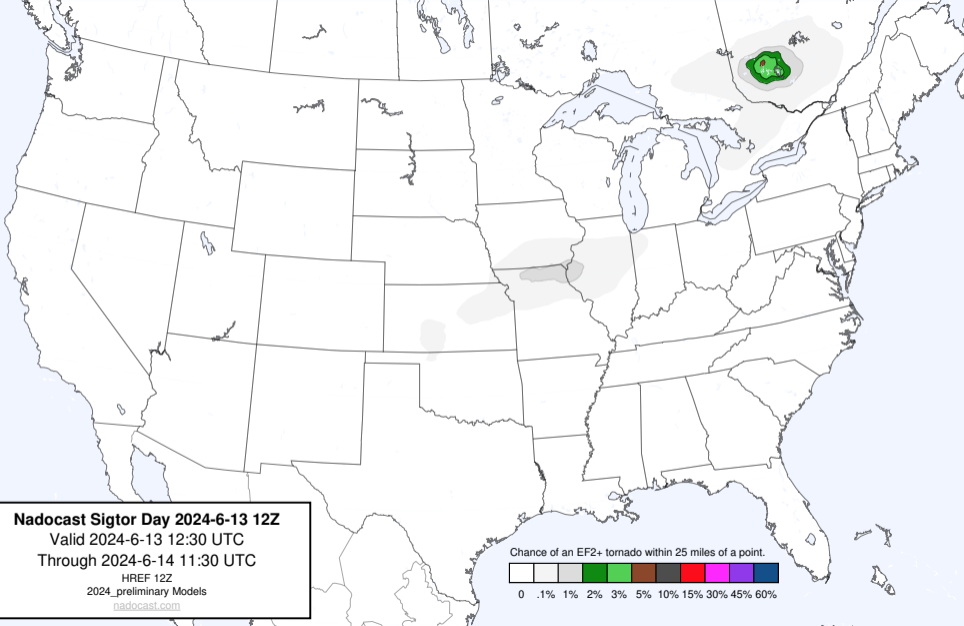 Nadocast Sigtor Day 2024-6-13 12Z
Valid 2024-6-13 12:30 UTC
Through 2024-6-14 11:30 UTC
HREF 12Z
2024_preliminary Models
nadocast.com
Chance of an EF2+ tornado within 25 miles of a point.
0 .1% 1% 2% 3% 5% 10% 15% 30% 45% 60%